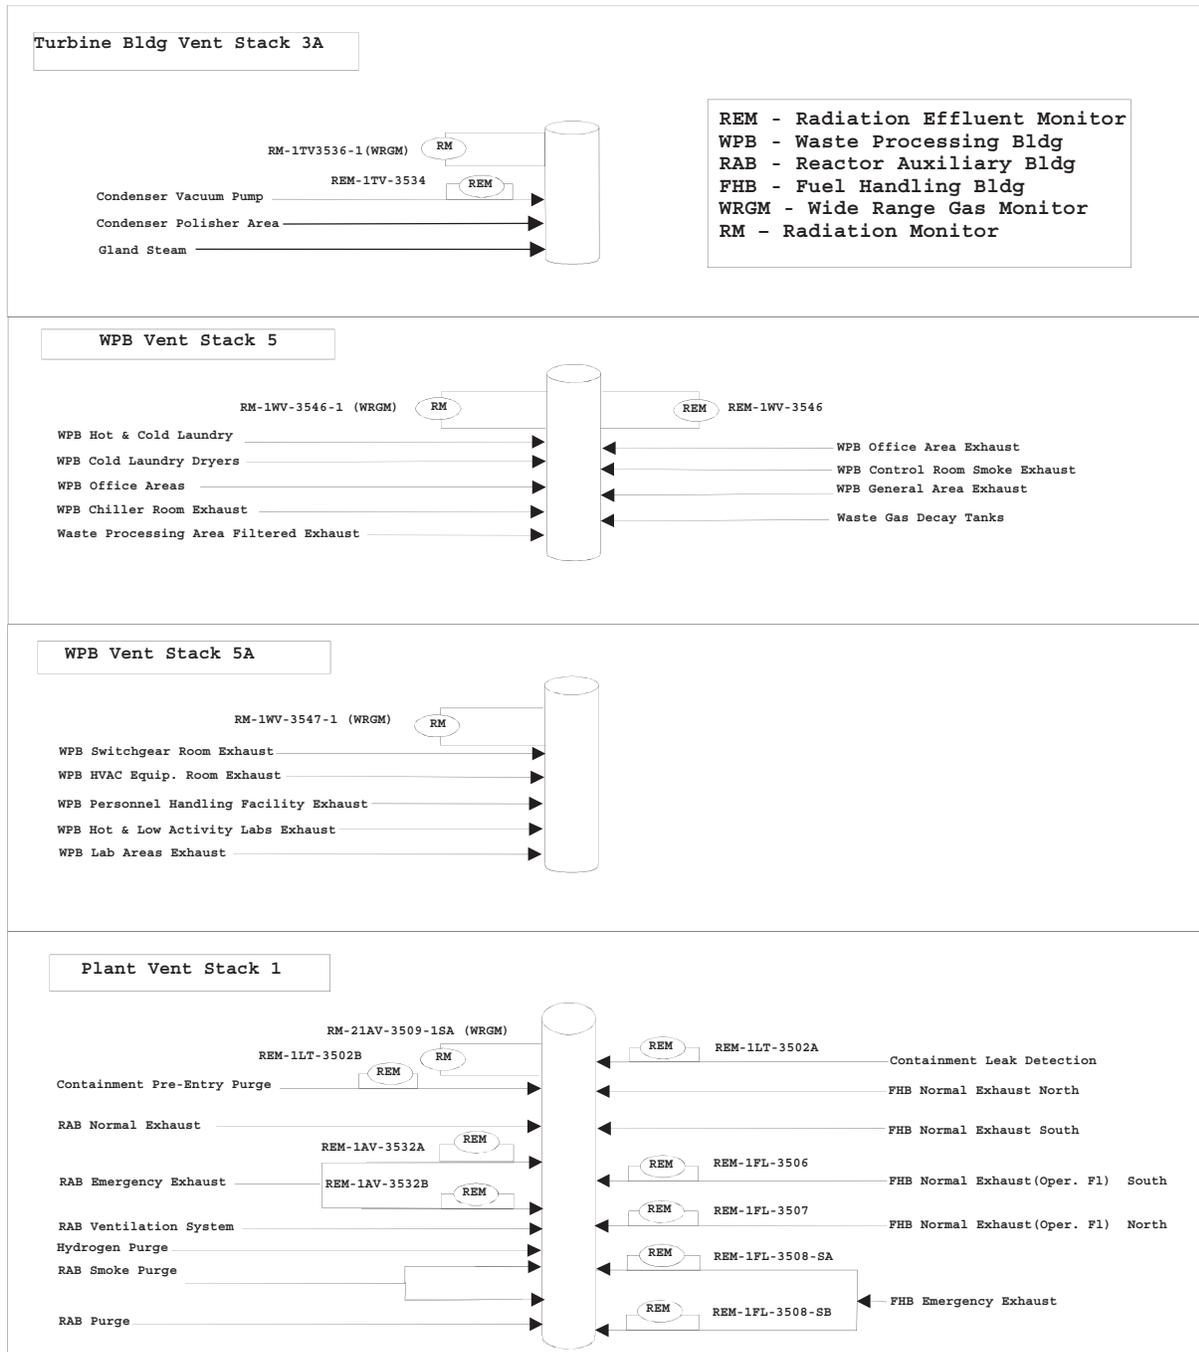 Turbine Bldg Vent Stack 3A
REM - Radiation Effluent Monitor
WPB - Waste Processing Bldg
RAB - Reactor Auxiliary Bldg
FHB - Fuel Handling Bldg
WRGM - Wide Range Gas Monitor
RM – Radiation Monitor
RM-1TV3536-1(WRGM)
RM
REM-1TV-3534
REM
Condenser Vacuum Pump
Condenser Polisher Area
Gland Steam
WPB Vent Stack 5
RM-1WV-3546-1 (WRGM)
RM
REM
REM-1WV-3546
WPB Hot & Cold Laundry
WPB Cold Laundry Dryers
WPB Office Areas
WPB Chiller Room Exhaust
Waste Processing Area Filtered Exhaust
WPB Office Area Exhaust
WPB Control Room Smoke Exhaust
WPB General Area Exhaust
Waste Gas Decay Tanks
WPB Vent Stack 5A
RM-1WV-3547-1 (WRGM)
RM
WPB Switchgear Room Exhaust
WPB HVAC Equip. Room Exhaust
WPB Personnel Handling Facility Exhaust
WPB Hot & Low Activity Labs Exhaust
WPB Lab Areas Exhaust
Plant Vent Stack 1
RM-21AV-3509-1SA (WRGM)
RM
REM-1LT-3502B
REM
Containment Pre-Entry Purge
RAB Normal Exhaust
REM-1AV-3532A
REM
RAB Emergency Exhaust
REM-1AV-3532B
REM
RAB Ventilation System
Hydrogen Purge
RAB Smoke Purge
RAB Purge
REM
REM-1LT-3502A
Containment Leak Detection
FHB Normal Exhaust North
FHB Normal Exhaust South
REM
REM-1FL-3506
FHB Normal Exhaust(Oper. Fl) South
REM
REM-1FL-3507
FHB Normal Exhaust(Oper. Fl) North
REM
REM-1FL-3508-SA
FHB Emergency Exhaust
REM
REM-1FL-3508-SB